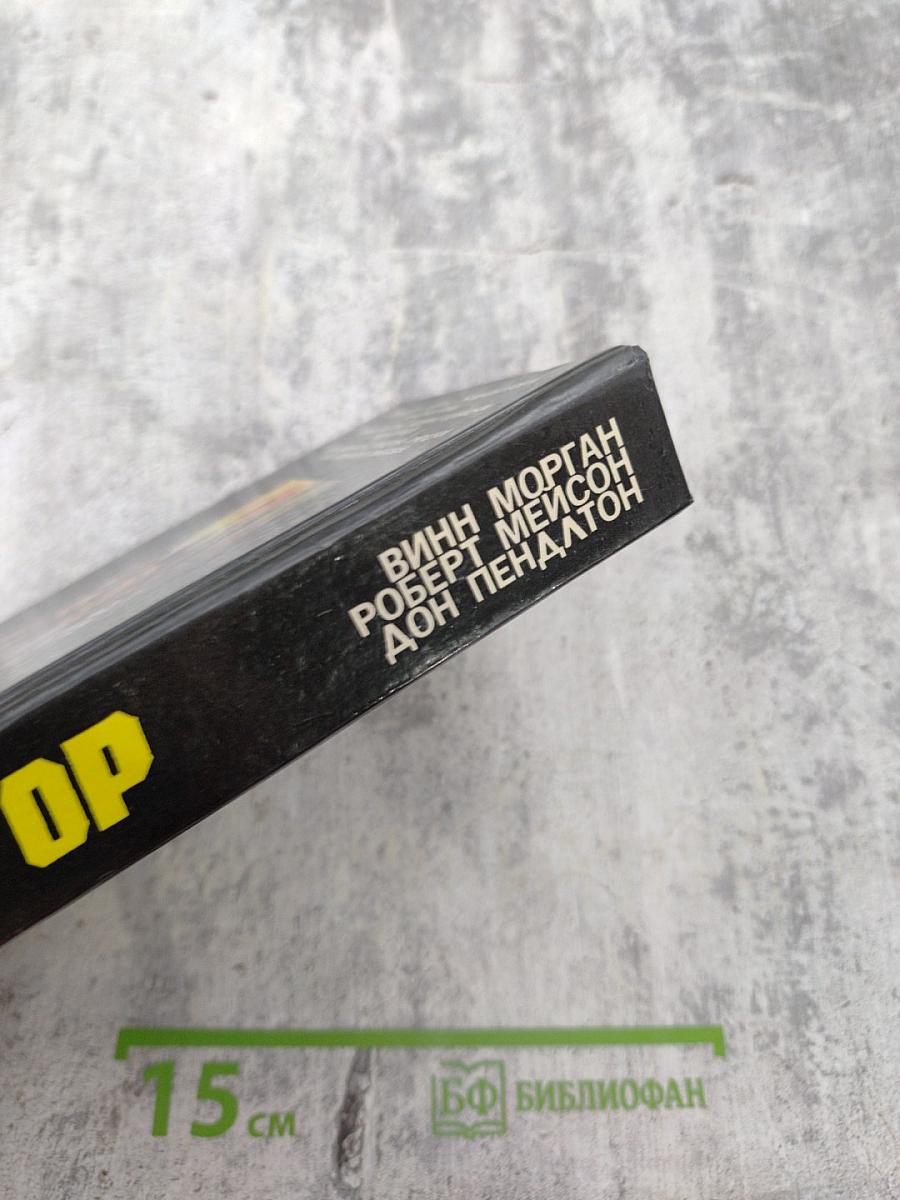 ВИНН МОРГАН
РОБЕРТ МЕЙСОН
ДОН ПЕНДЛТОН
ОР
15 см
БФ БИБЛИОФАН